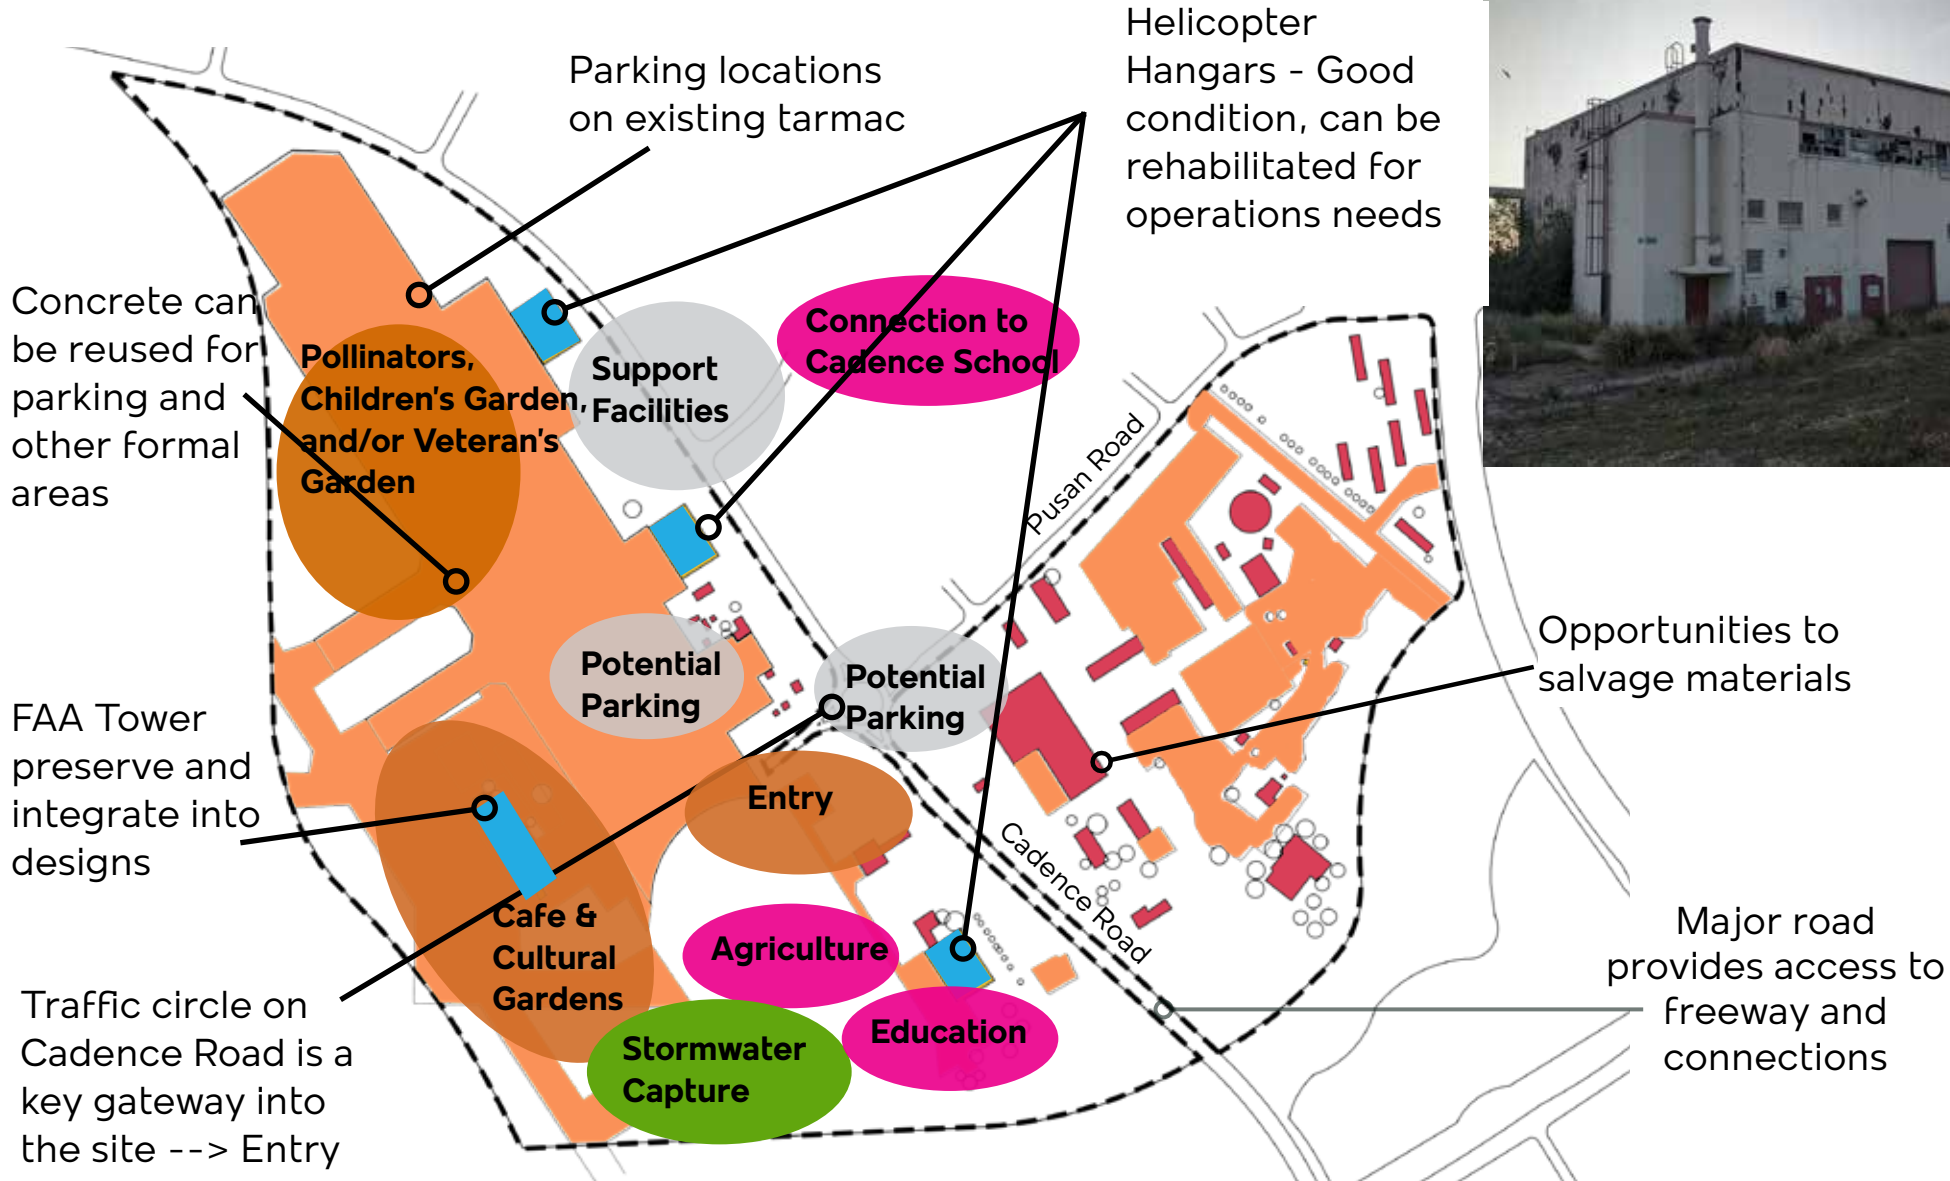 Helicopter
Hangars - Good
condition, can be
rehabilitated for
operations needs
Parking locations
on existing tarmac
Concrete can
be reused for
parking and
other formal
areas
Pollinators,
Children's Garden,
and/or Veteran's
Garden
Support
Facilities
Connection to
Cadence School
Pusan Road
Potential
Parking
Potential
Parking
Opportunities to
salvage materials
FAA Tower
preserve and
integrate into
designs
Entry
Cadence Road
Cafe &
Cultural
Gardens
Agriculture
Education
Stormwater
Capture
Major road
provides access to
freeway and
connections
Traffic circle on
Cadence Road is a
key gateway into
the site --> Entry